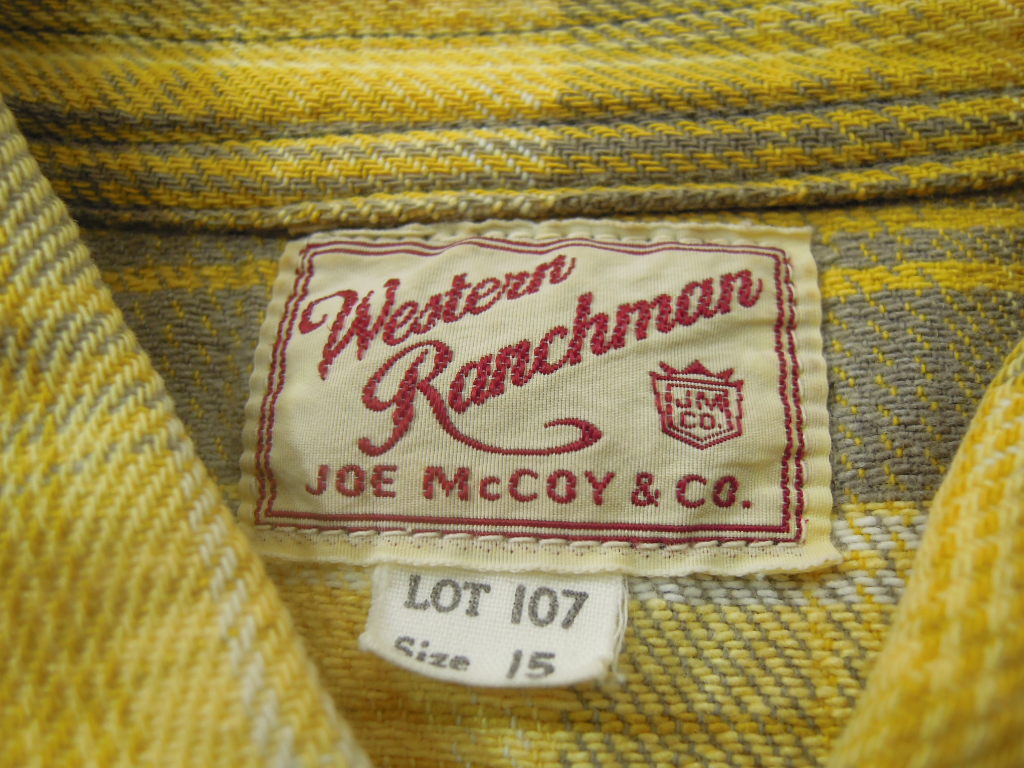 Western
Ranchman
JM
CO.
JOE McCOY & CO.
LOT 107
Size 15